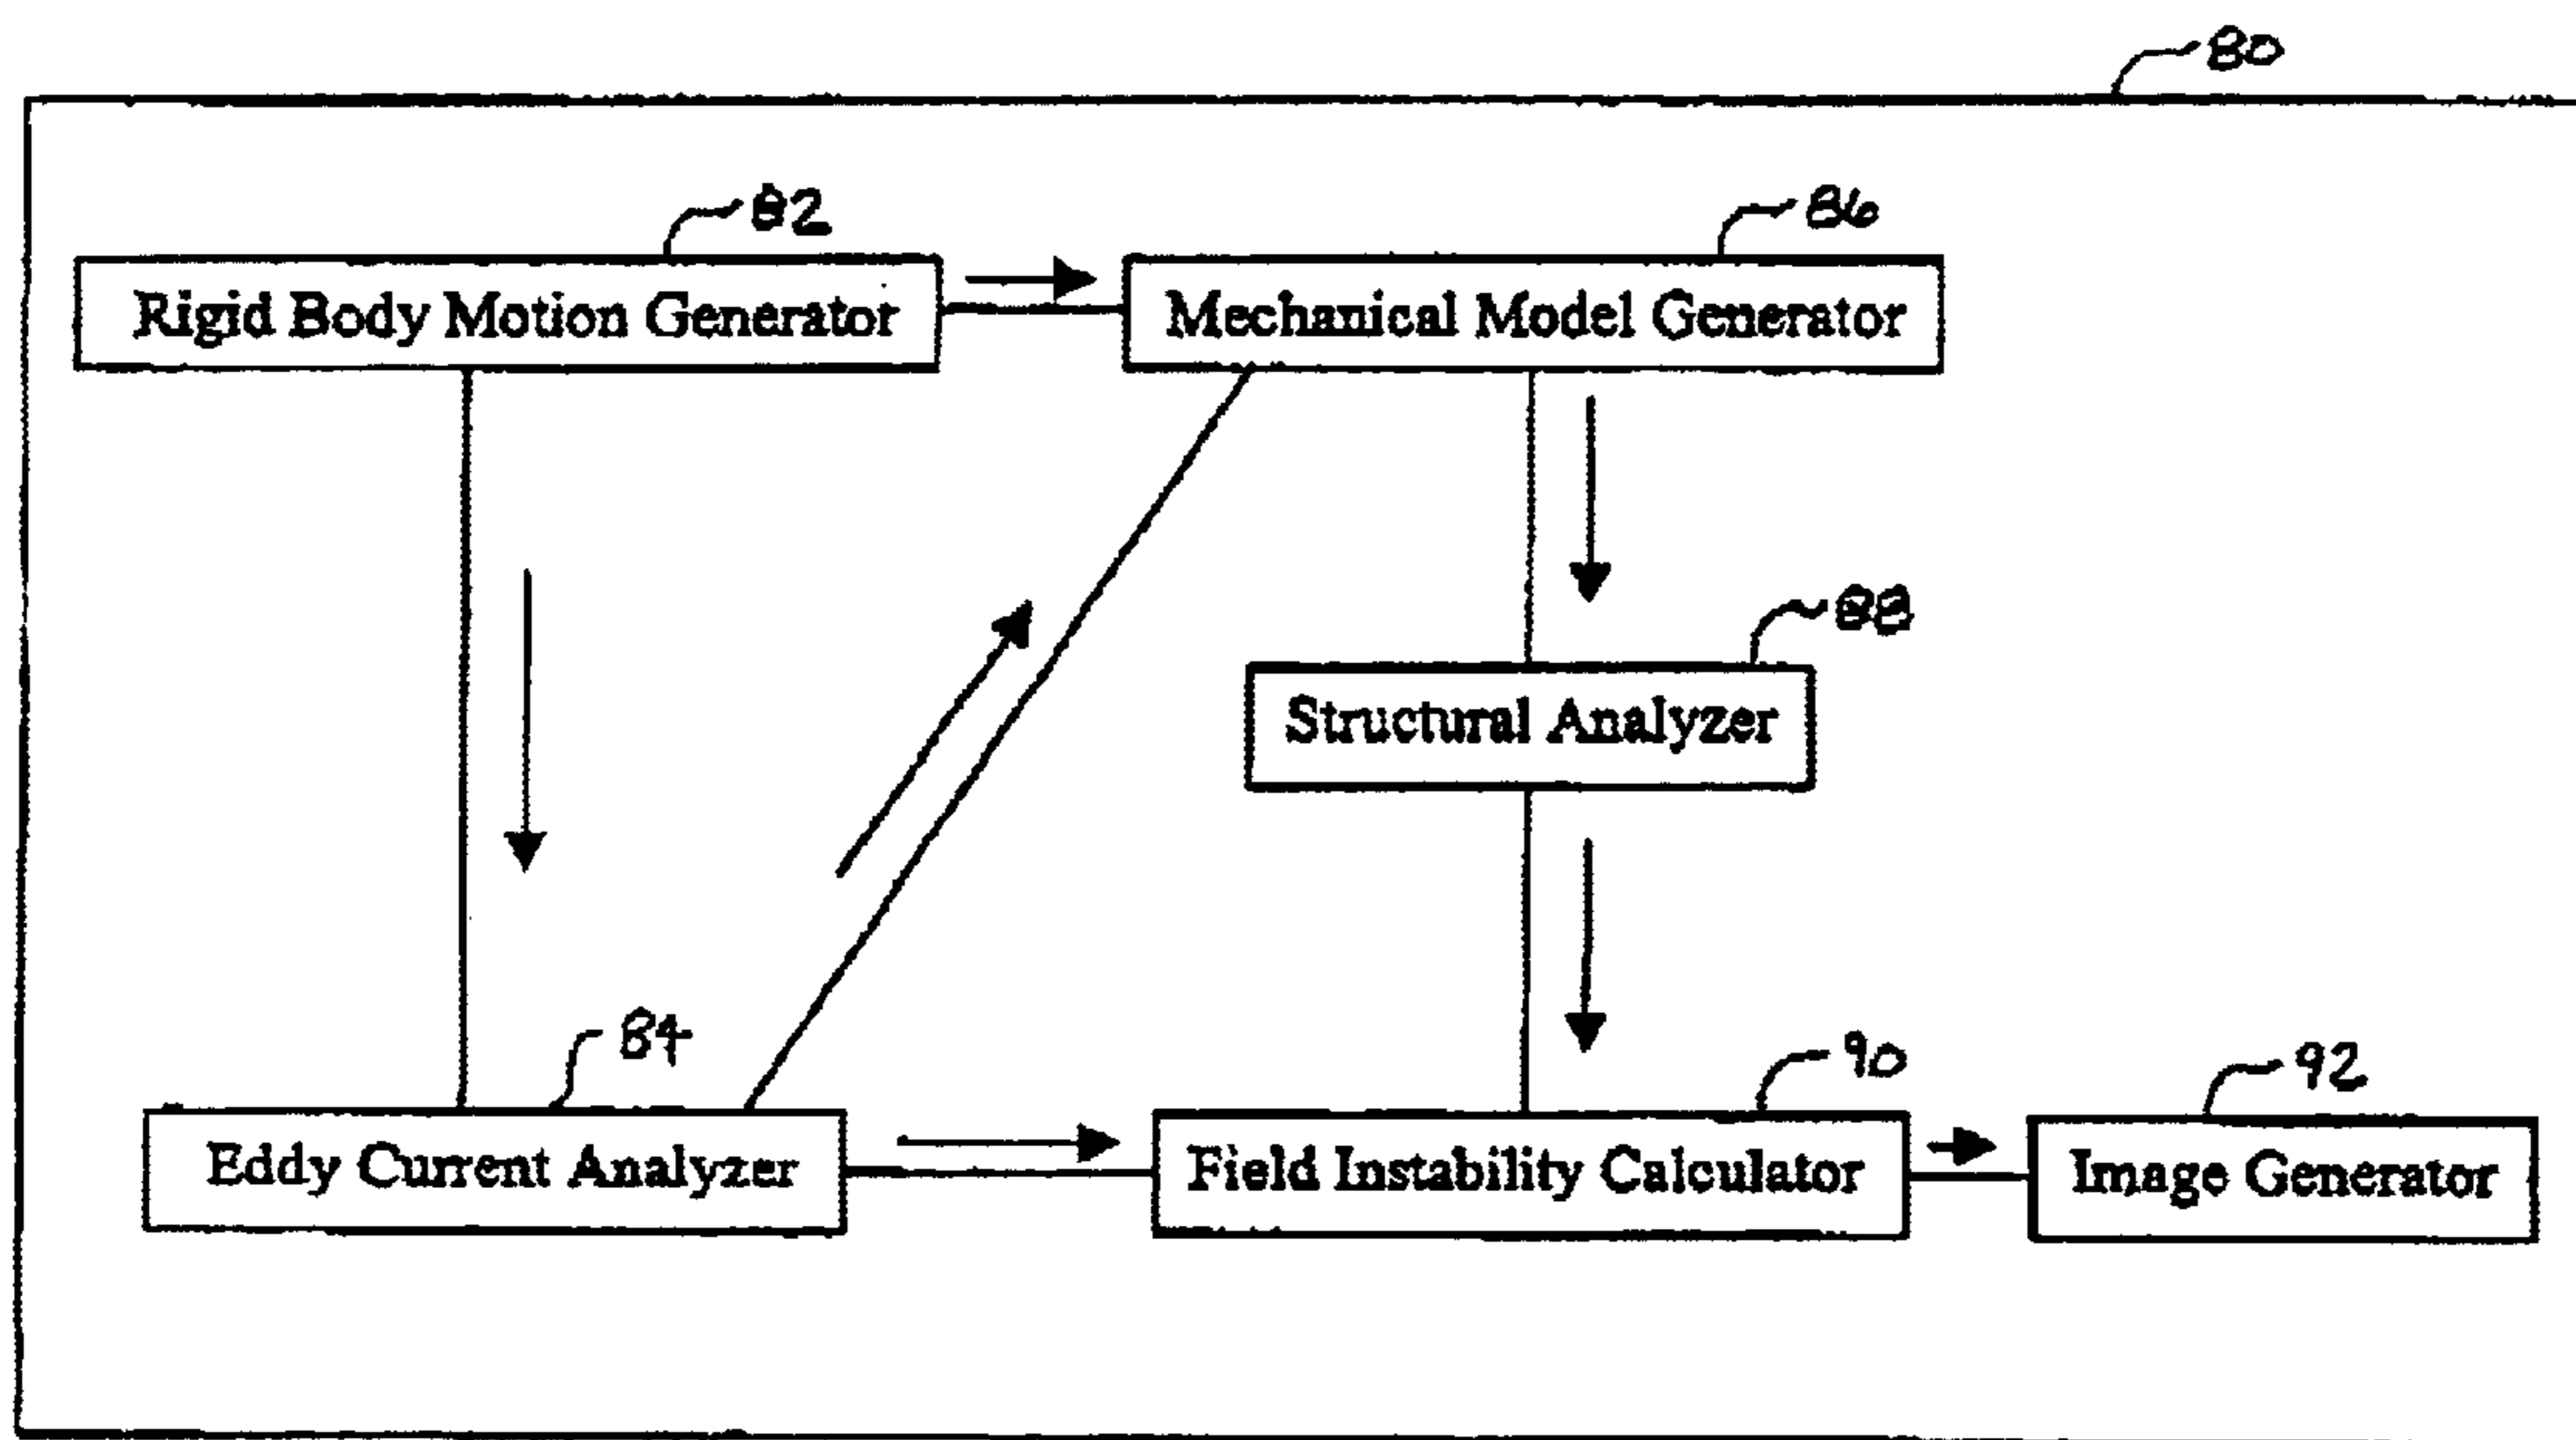 80
82
86
Rigid Body Motion Generator
Mechanical Model Generator
88
Structural Analyzer
84
90
92
Eddy Current Analyzer
Field Instability Calculator
Image Generator